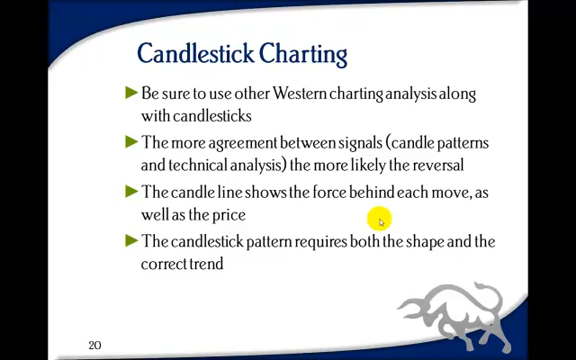 Candlestick Charting
Be sure to use other Western charting analysis along
with candlesticks
The more agreement between signals (candle patterns
and technical analysis) the more likely the reversal
The candle line shows the force behind each move, as
well as the price
The candlestick pattern requires both the shape and the
correct trend
20